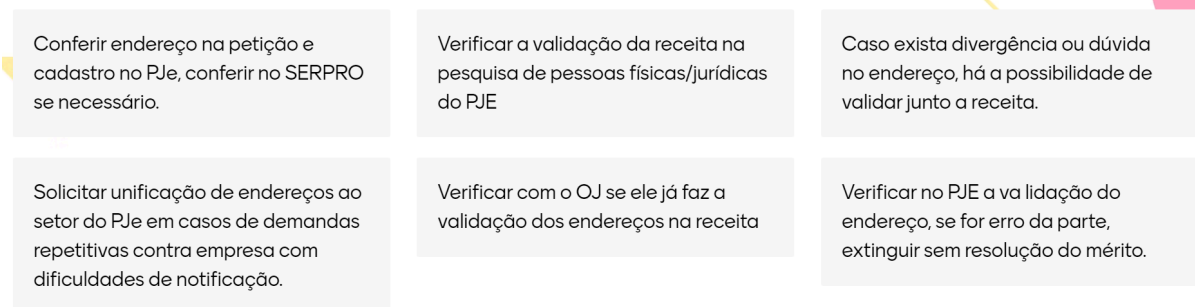 Conferir endereço na petição e
cadastro no PJe, conferir no SERPRO
se necessário.
Verificar a validação da receita na
pesquisa de pessoas físicas/jurídicas
do PJE
Caso exista divergência ou dúvida
no endereço, há a possibilidade de
validar junto a receita.
Solicitar unificação de endereços ao
setor do PJe em casos de demandas
repetitivas contra empresa com
dificuldades de notificação.
Verificar com o OJ se ele já faz a
validação dos endereços na receita
Verificar no PJE a va lidação do
endereço, se for erro da parte,
extinguir sem resolução do mérito.